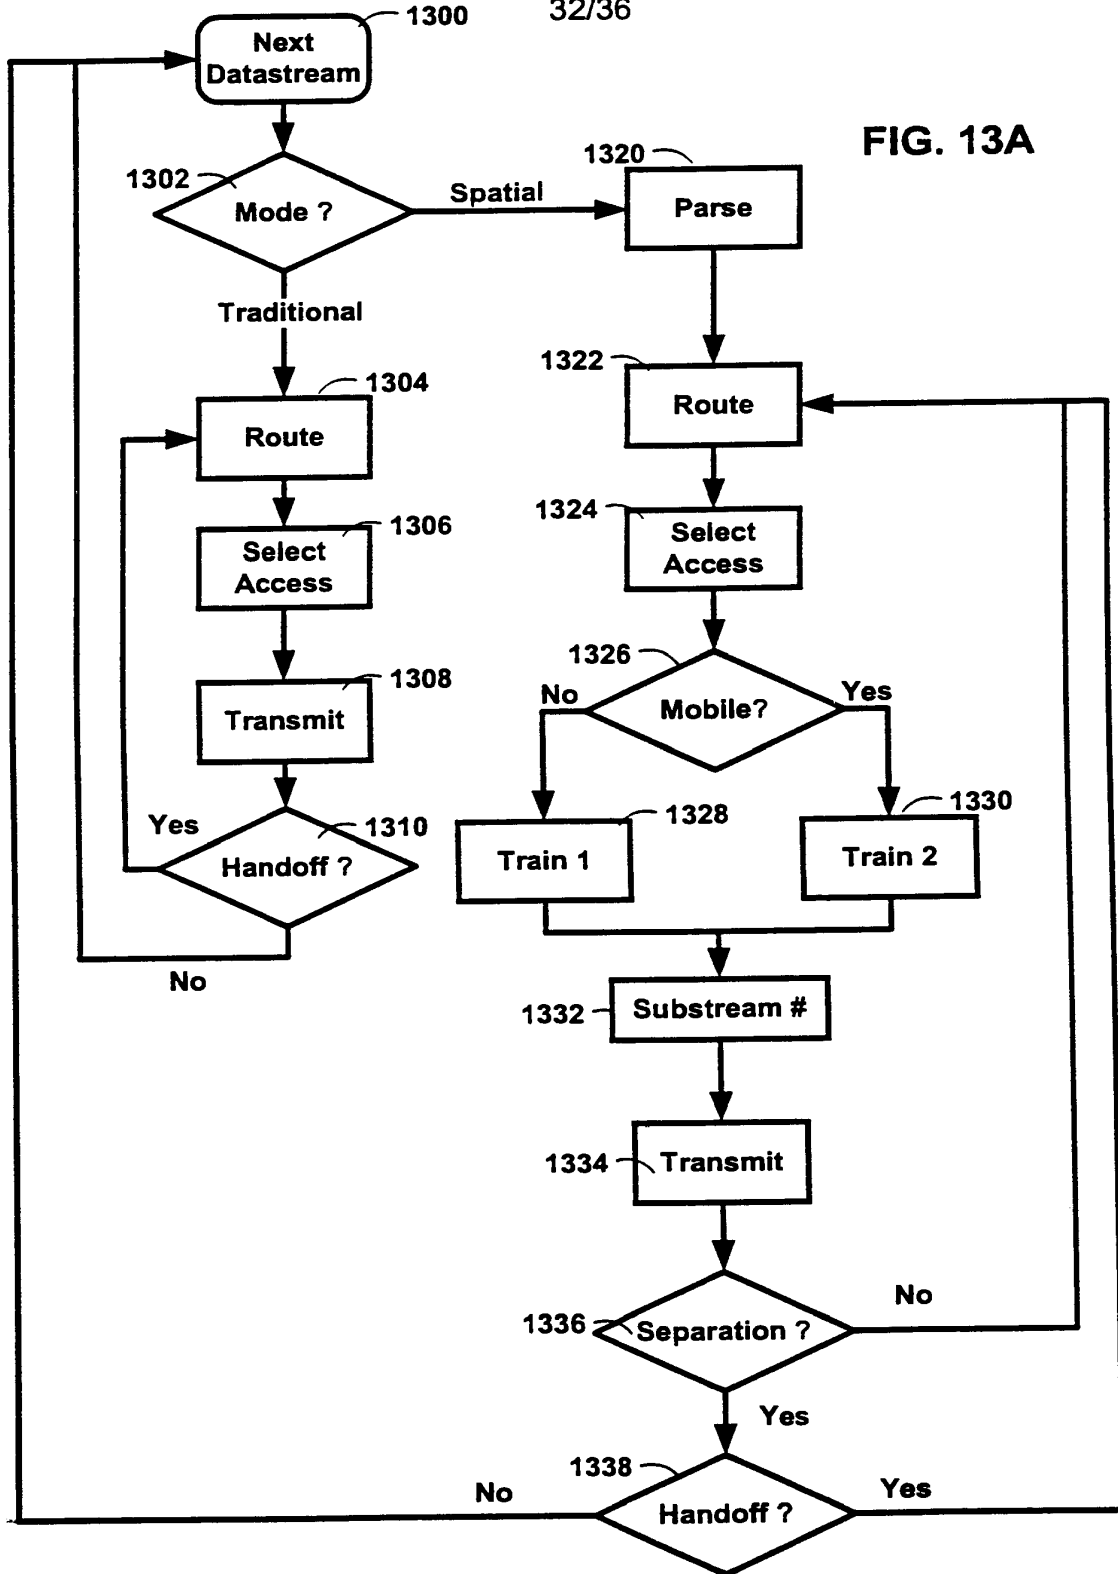 32/36
FIG. 13A
1300
Next
Datastream
1302
Mode ?
Spatial
1320
Parse
Traditional
1304
Route
1322
Route
1306
Select
Access
1324
Select
Access
1308
Transmit
1326
Mobile?
No
Yes
1310
Handoff ?
Yes
No
1328
Train 1
1330
Train 2
1332
Substream #
1334
Transmit
1336
Separation ?
No
Yes
1338
Handoff ?
No
Yes